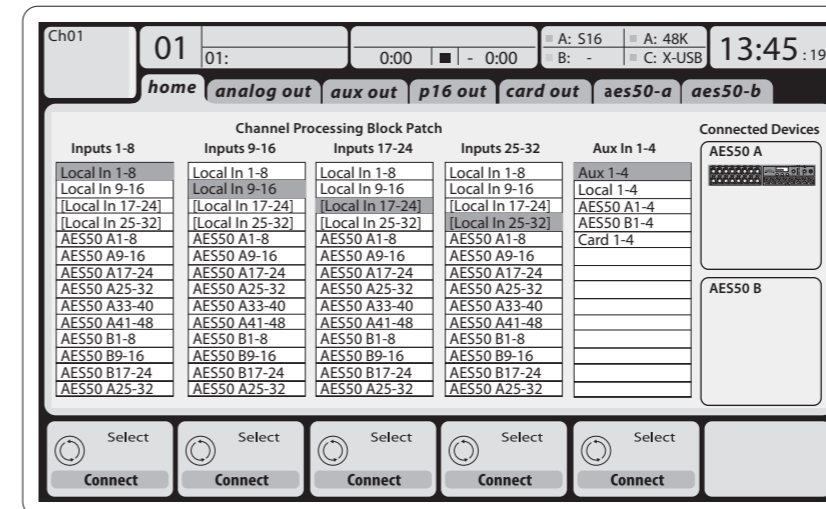 Ch01
01
01:
0:00 - 0:00
A: S16
B: -
A: 48K
C: X-USB
13:45 :19
home analog out aux out p16 out card out aes50-a aes50-b
Channel Processing Block Patch
Connected Devices
Inputs 1-8 Inputs 9-16 Inputs 17-24 Inputs 25-32 Aux In 1-4
AES50 A
Local In 1-8 Local In 1-8 Local In 1-8 Local In 1-8 Aux 1-4
Local In 9-16 Local In 9-16 Local In 9-16 Local In 9-16 Local 1-4
[Local In 17-24] [Local In 17-24] [Local In 17-24] [Local In 17-24] AES50 A1-4
[Local In 25-32] [Local In 25-32] [Local In 25-32] [Local In 25-32] AES50 B1-4
AES50 A1-8 AES50 A1-8 AES50 A1-8 AES50 A1-8 Card 1-4
AES50 A9-16 AES50 A9-16 AES50 A9-16 AES50 A9-16
AES50 A17-24 AES50 A17-24 AES50 A17-24 AES50 A17-24
AES50 A25-32 AES50 A25-32 AES50 A25-32 AES50 A25-32
AES50 B
AES50 A33-40 AES50 A33-40 AES50 A33-40 AES50 A33-40
AES50 A41-48 AES50 A41-48 AES50 A41-48 AES50 A41-48
AES50 B1-8 AES50 B1-8 AES50 B1-8 AES50 B1-8
AES50 B9-16 AES50 B9-16 AES50 B9-16 AES50 B9-16
AES50 B17-24 AES50 B17-24 AES50 B17-24 AES50 B17-24
AES50 A25-32 AES50 A25-32 AES50 A25-32 AES50 A25-32
Select Select Select Select Select
Connect Connect Connect Connect Connect